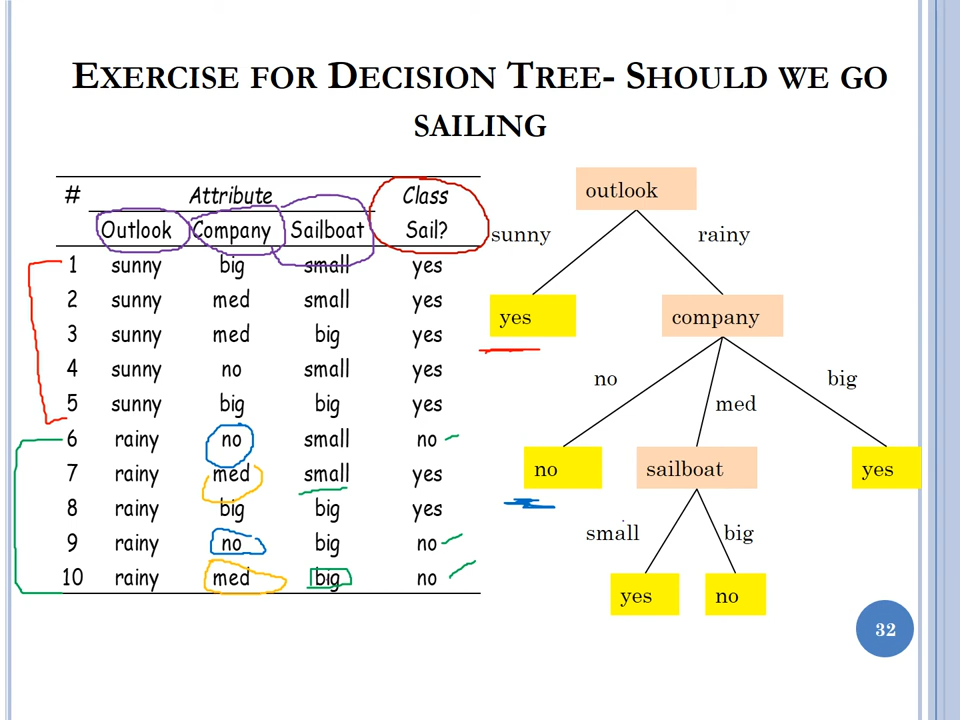 EXERCISE FOR DECISION TREE- SHOULD WE GO
SAILING
# Attribute Class
Outlook Company Sailboat Sail?
1 sunny big small yes
2 sunny med small yes
3 sunny med big yes
4 sunny no small yes
5 sunny big big yes
6 rainy no small no
7 rainy med small yes
8 rainy big big yes
9 rainy no big no
10 rainy med big no
outlook
sunny rainy
yes company
no med big
no sailboat yes
small big
yes no
32